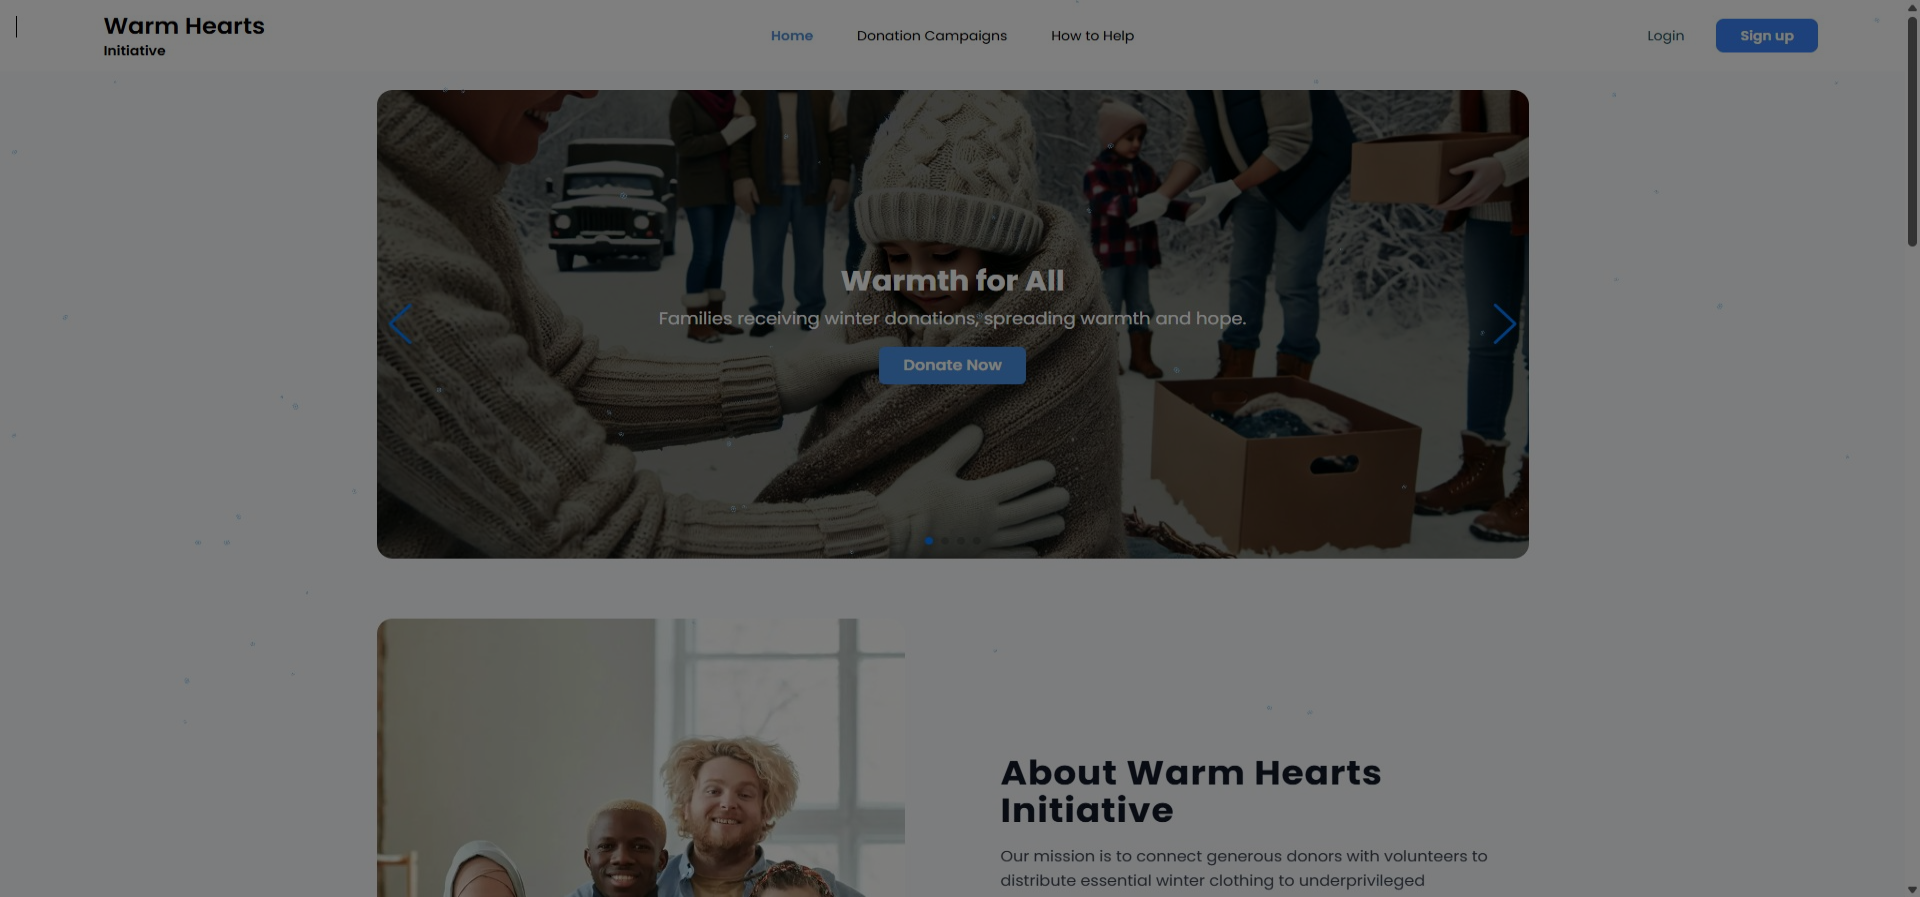 Warm Hearts
Initiative
Home
Donation Campaigns
How to Help
Login
Sign up
Warmth for All
Families receiving winter donations, spreading warmth and hope.
Donate Now
About Warm Hearts
Initiative
Our mission is to connect generous donors with volunteers to
distribute essential winter clothing to underprivileged